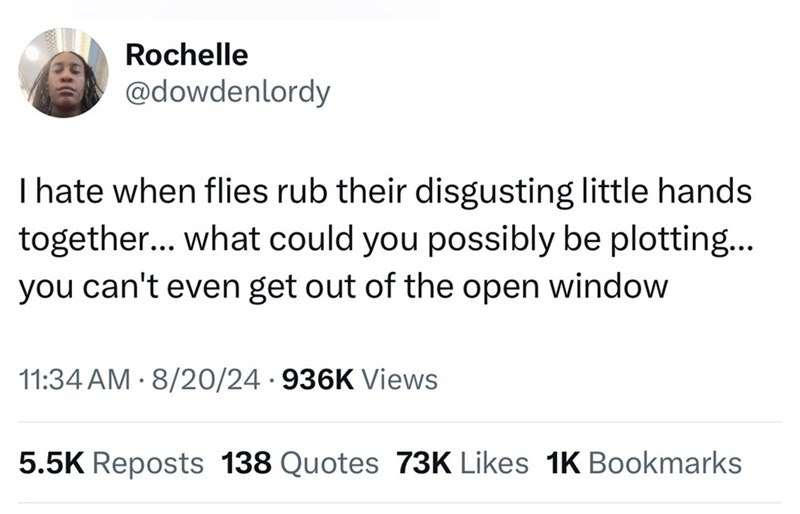 Rochelle
@dowdenlordy
I hate when flies rub their disgusting little hands
together... what could you possibly be plotting...
you can't even get out of the open window
11:34 AM · 8/20/24 · 936K Views
5.5K Reposts 138 Quotes 73K Likes 1K Bookmarks